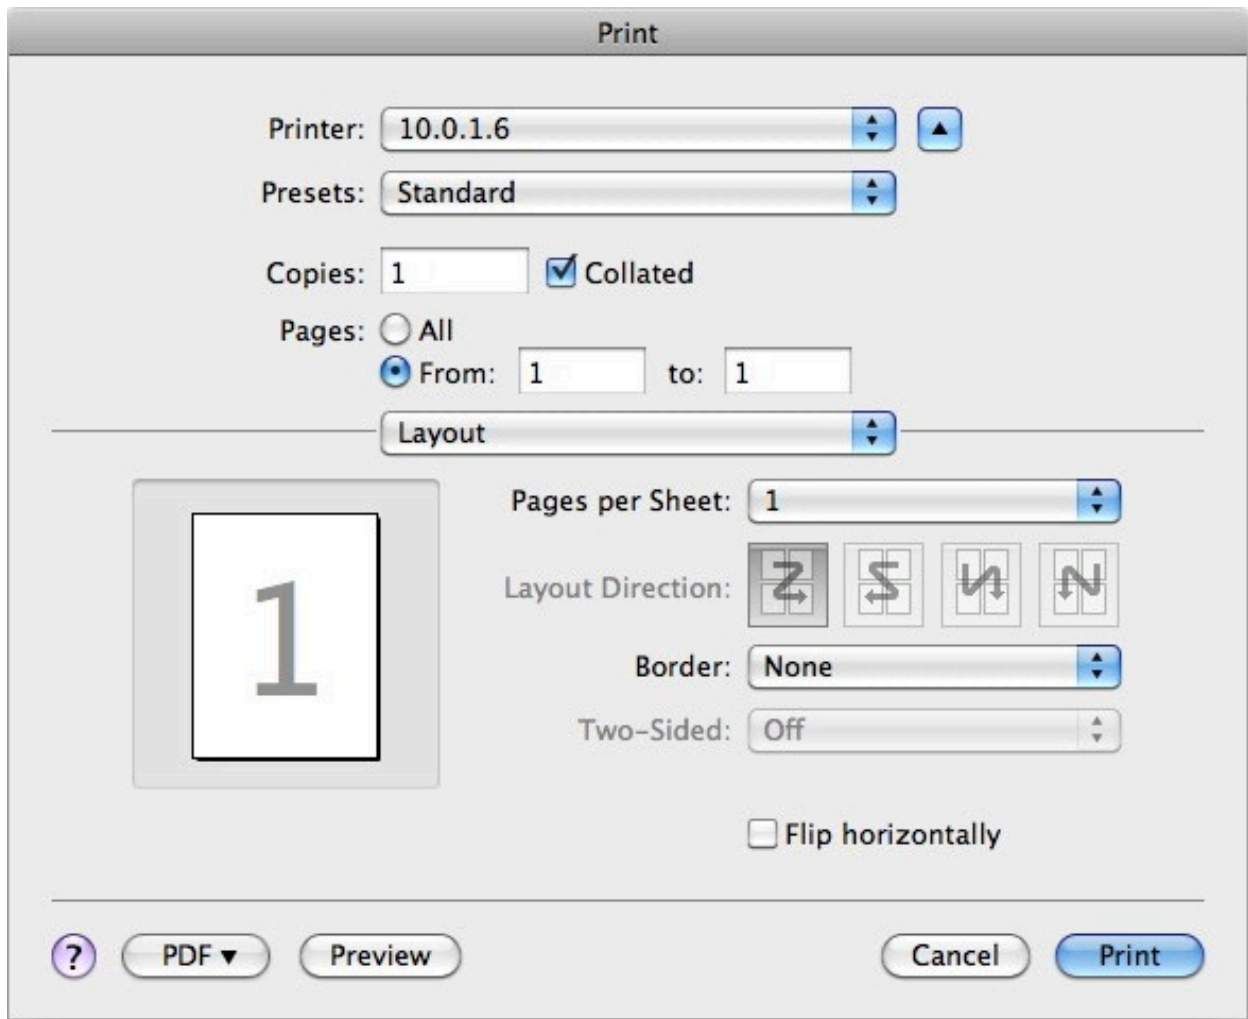 Print
Printer: 10.0.1.6
Presets: Standard
Copies: 1 Collated
Pages: All
From: 1 to: 1
Layout
Pages per Sheet: 1
1
Layout Direction:
Border: None
Two-Sided: Off
Flip horizontally
? PDF Preview Cancel Print